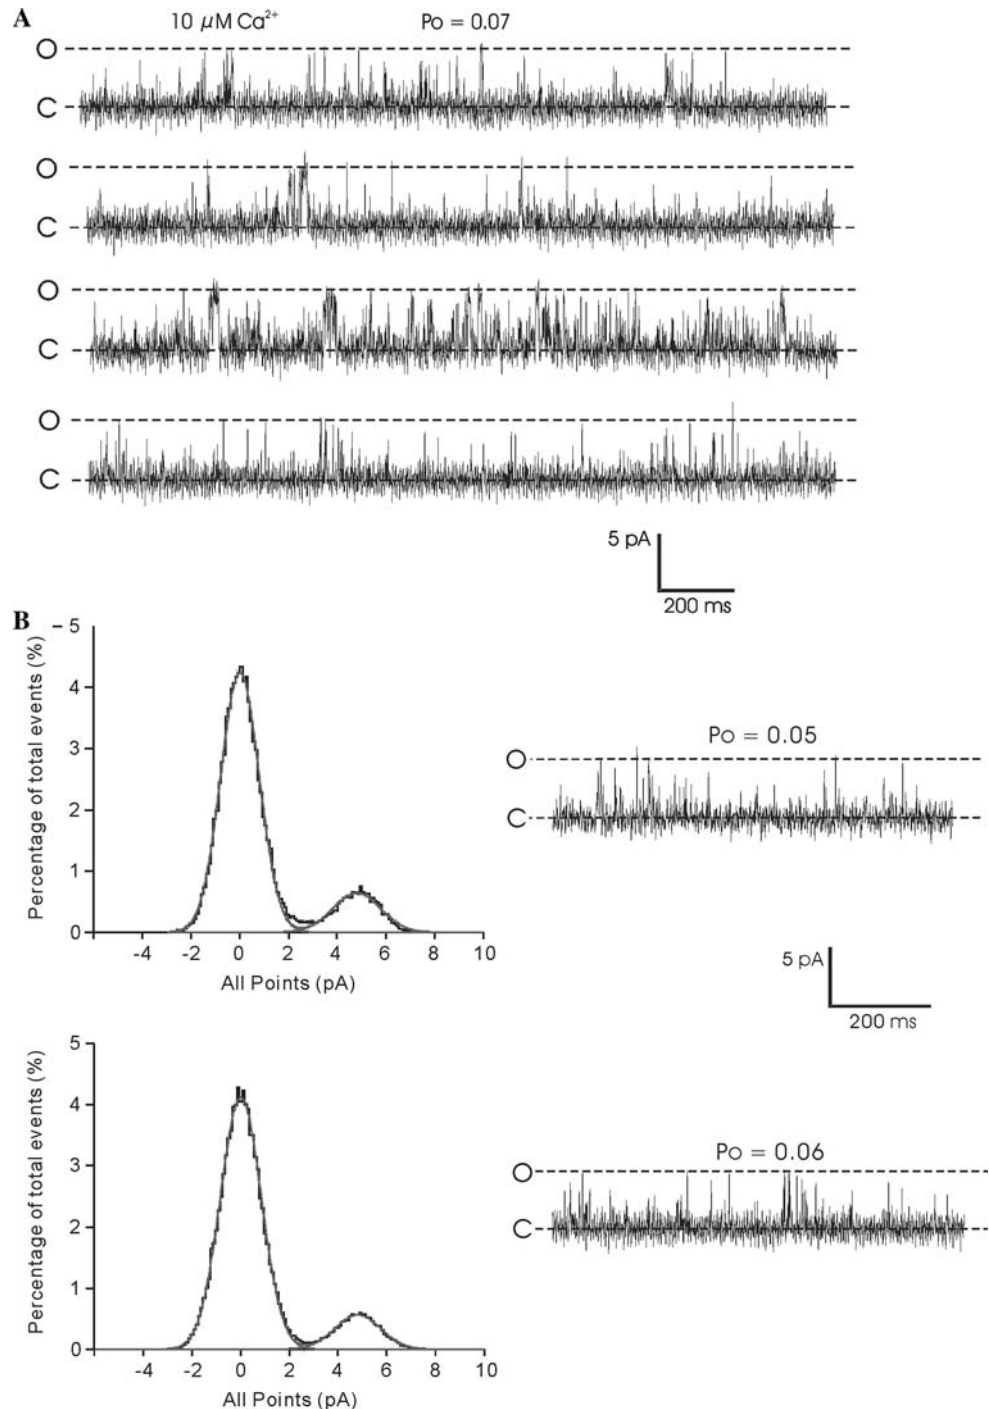 A
10 µM Ca²⁺ Po = 0.07
O
C
O
C
O
C
O
C
5 pA
200 ms
B
Percentage of total events (%)
– 5
4
3
2
1
0
-4 -2 0 2 4 6 8 10
All Points (pA)
Po = 0.05
O
C
5 pA
200 ms
Percentage of total events (%)
5
4
3
2
1
0
-4 -2 0 2 4 6 8 10
All Points (pA)
Po = 0.06
O
C